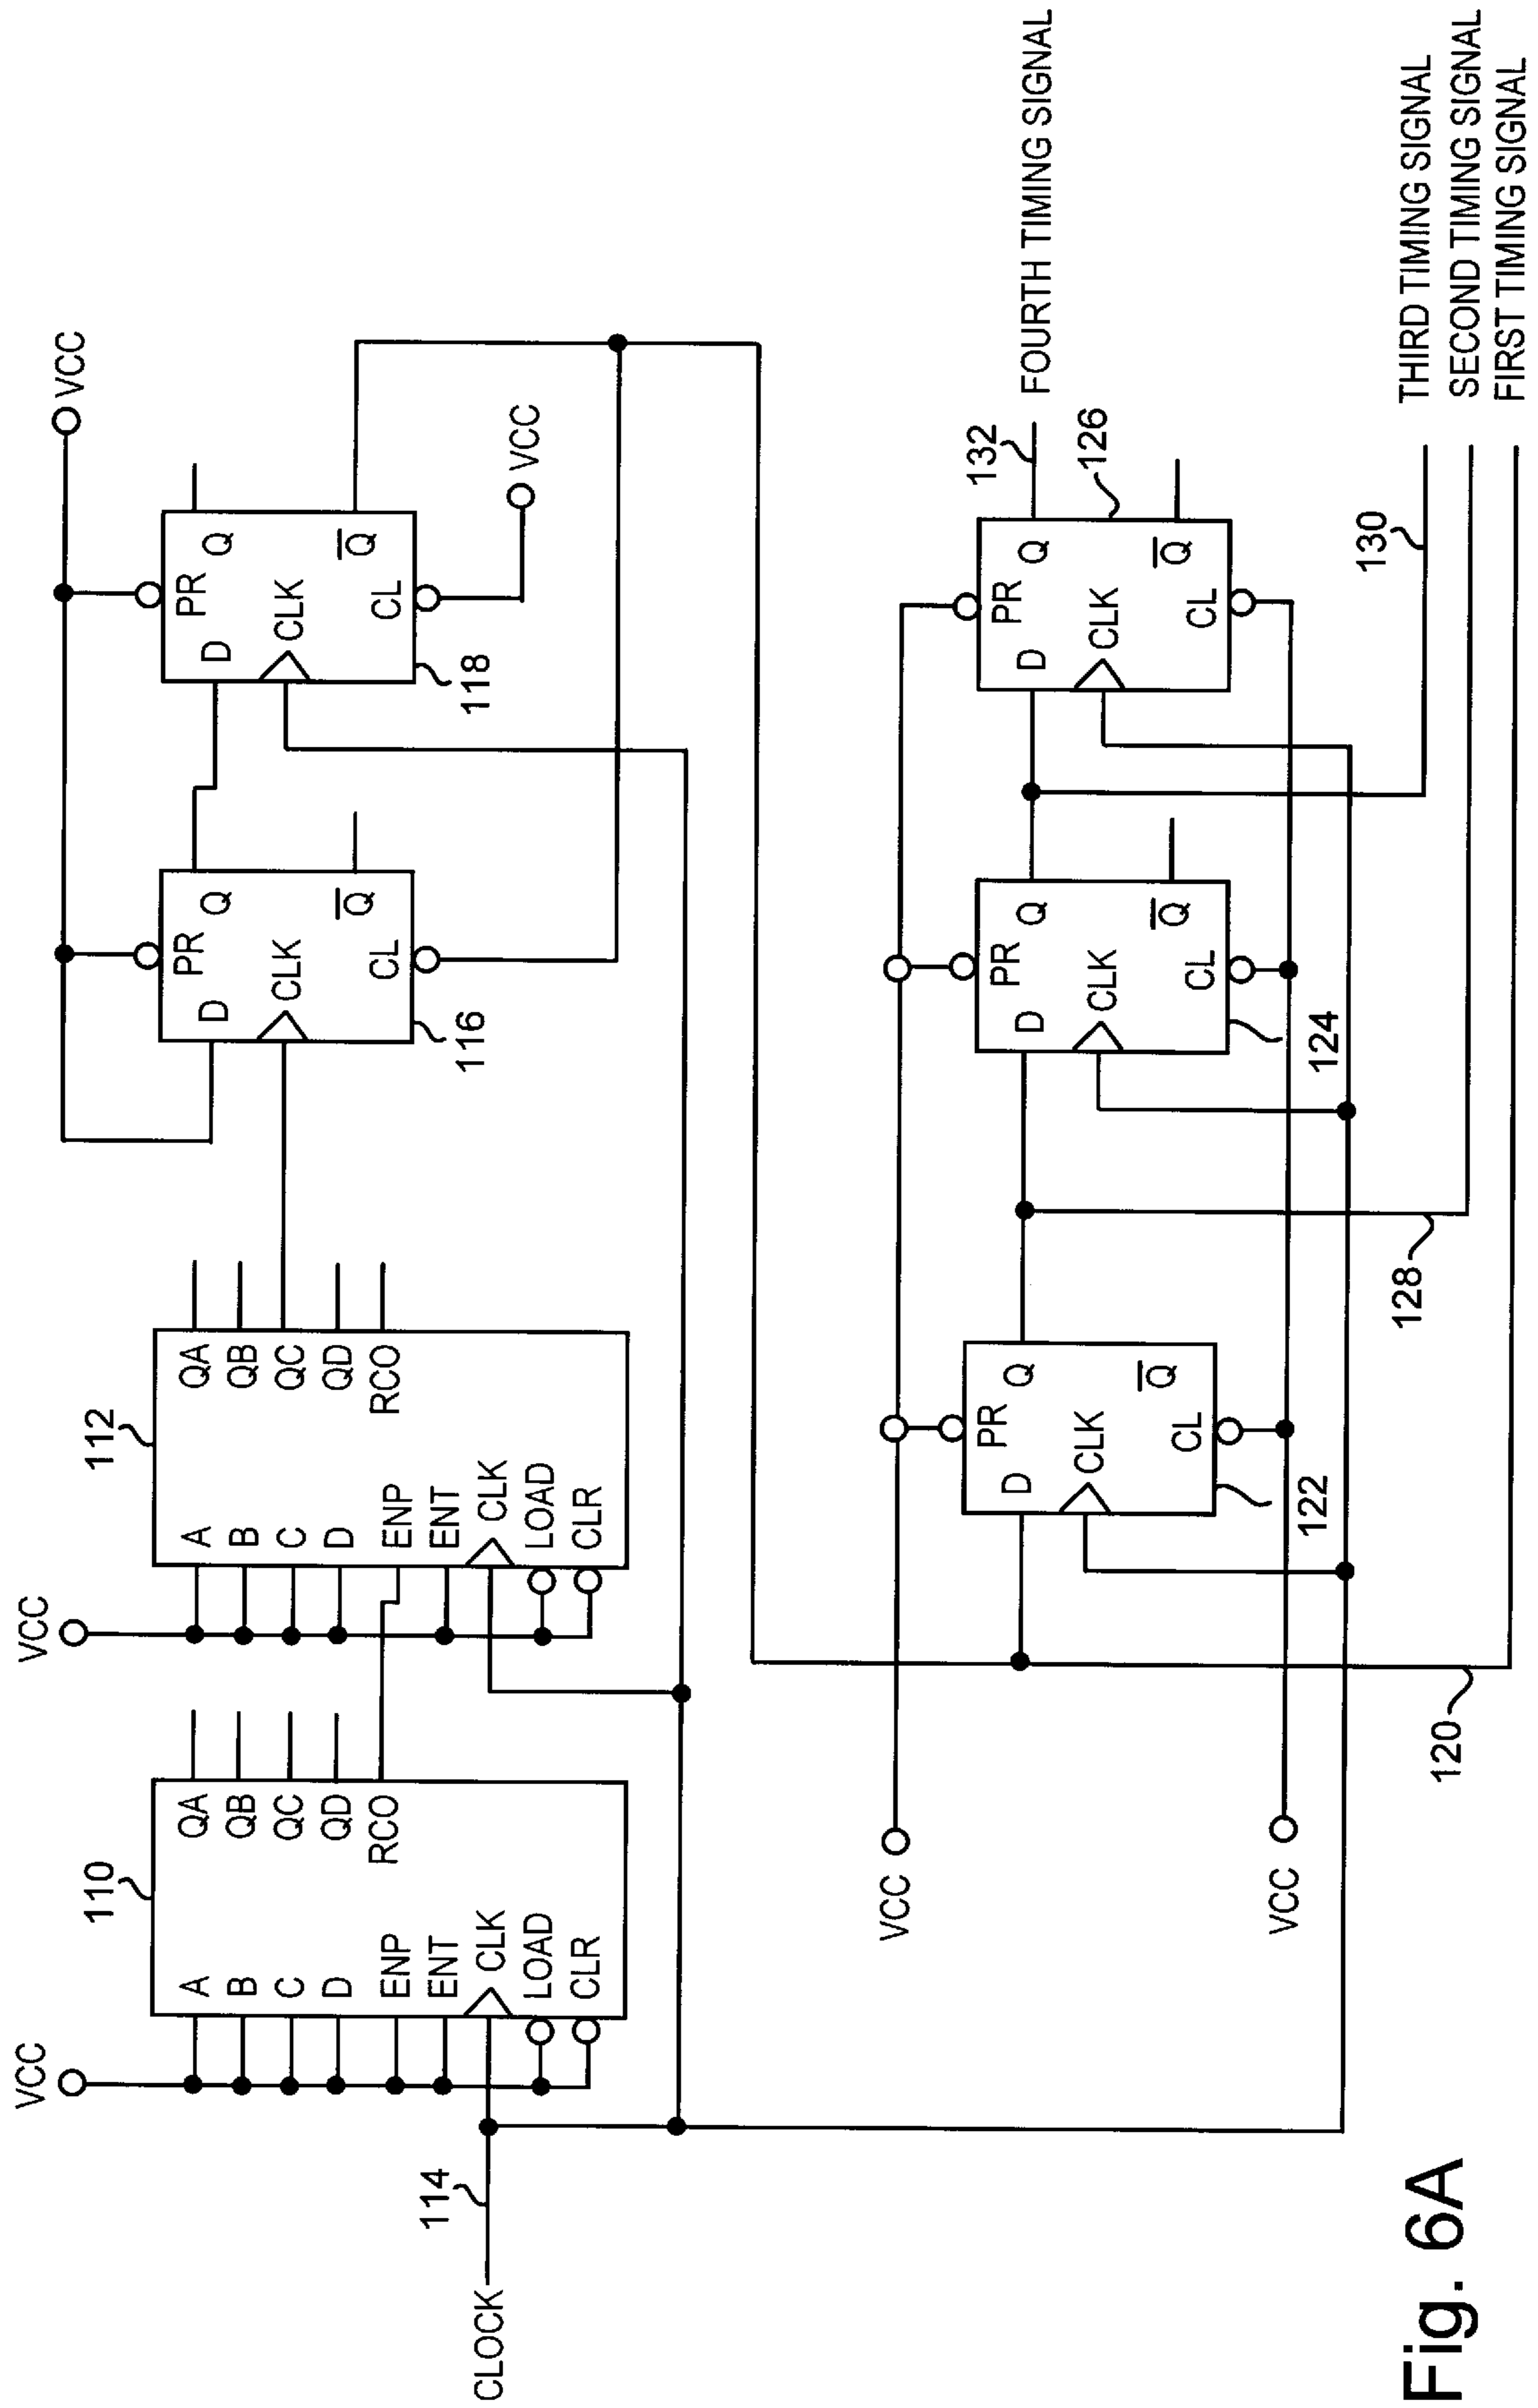 VCC
110
A
B
C
D
ENP
ENT
CLK
LOAD
CLR
QA
QB
QC
QD
RCO
CLOCK
114
VCC
112
A
B
C
D
ENP
ENT
CLK
LOAD
CLR
QA
QB
QC
QD
RCO
D
PR
Q
CLK
CL
Q
116
D
PR
Q
CLK
CL
Q
118
VCC
VCC
VCC
VCC
D
PR
Q
CLK
CL
Q
122
D
PR
Q
CLK
CL
Q
124
D
PR
Q
CLK
CL
Q
126
132
FOURTH TIMING SIGNAL
120
128
130
THIRD TIMING SIGNAL
SECOND TIMING SIGNAL
FIRST TIMING SIGNAL
Fig. 6A